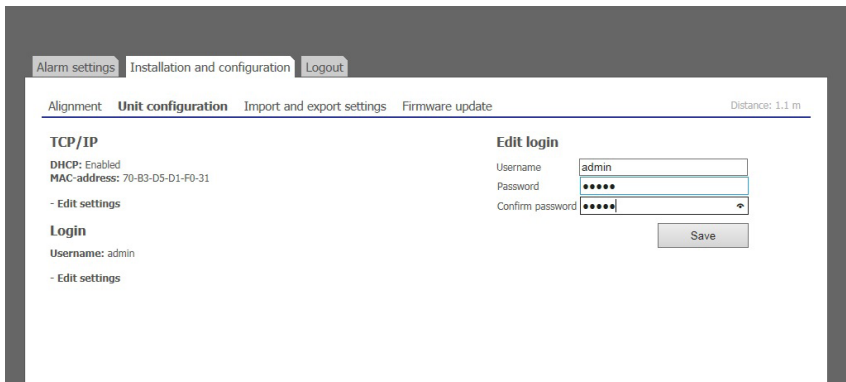 Alarm settings Installation and configuration Logout
Alignment Unit configuration Import and export settings Firmware update Distance: 1.1 m
TCP/IP
DHCP: Enabled
MAC-address: 70-B3-D5-D1-F0-31
- Edit settings
Login
Username: admin
- Edit settings
Edit login
Username admin
Password •••••
Confirm password •••••
Save